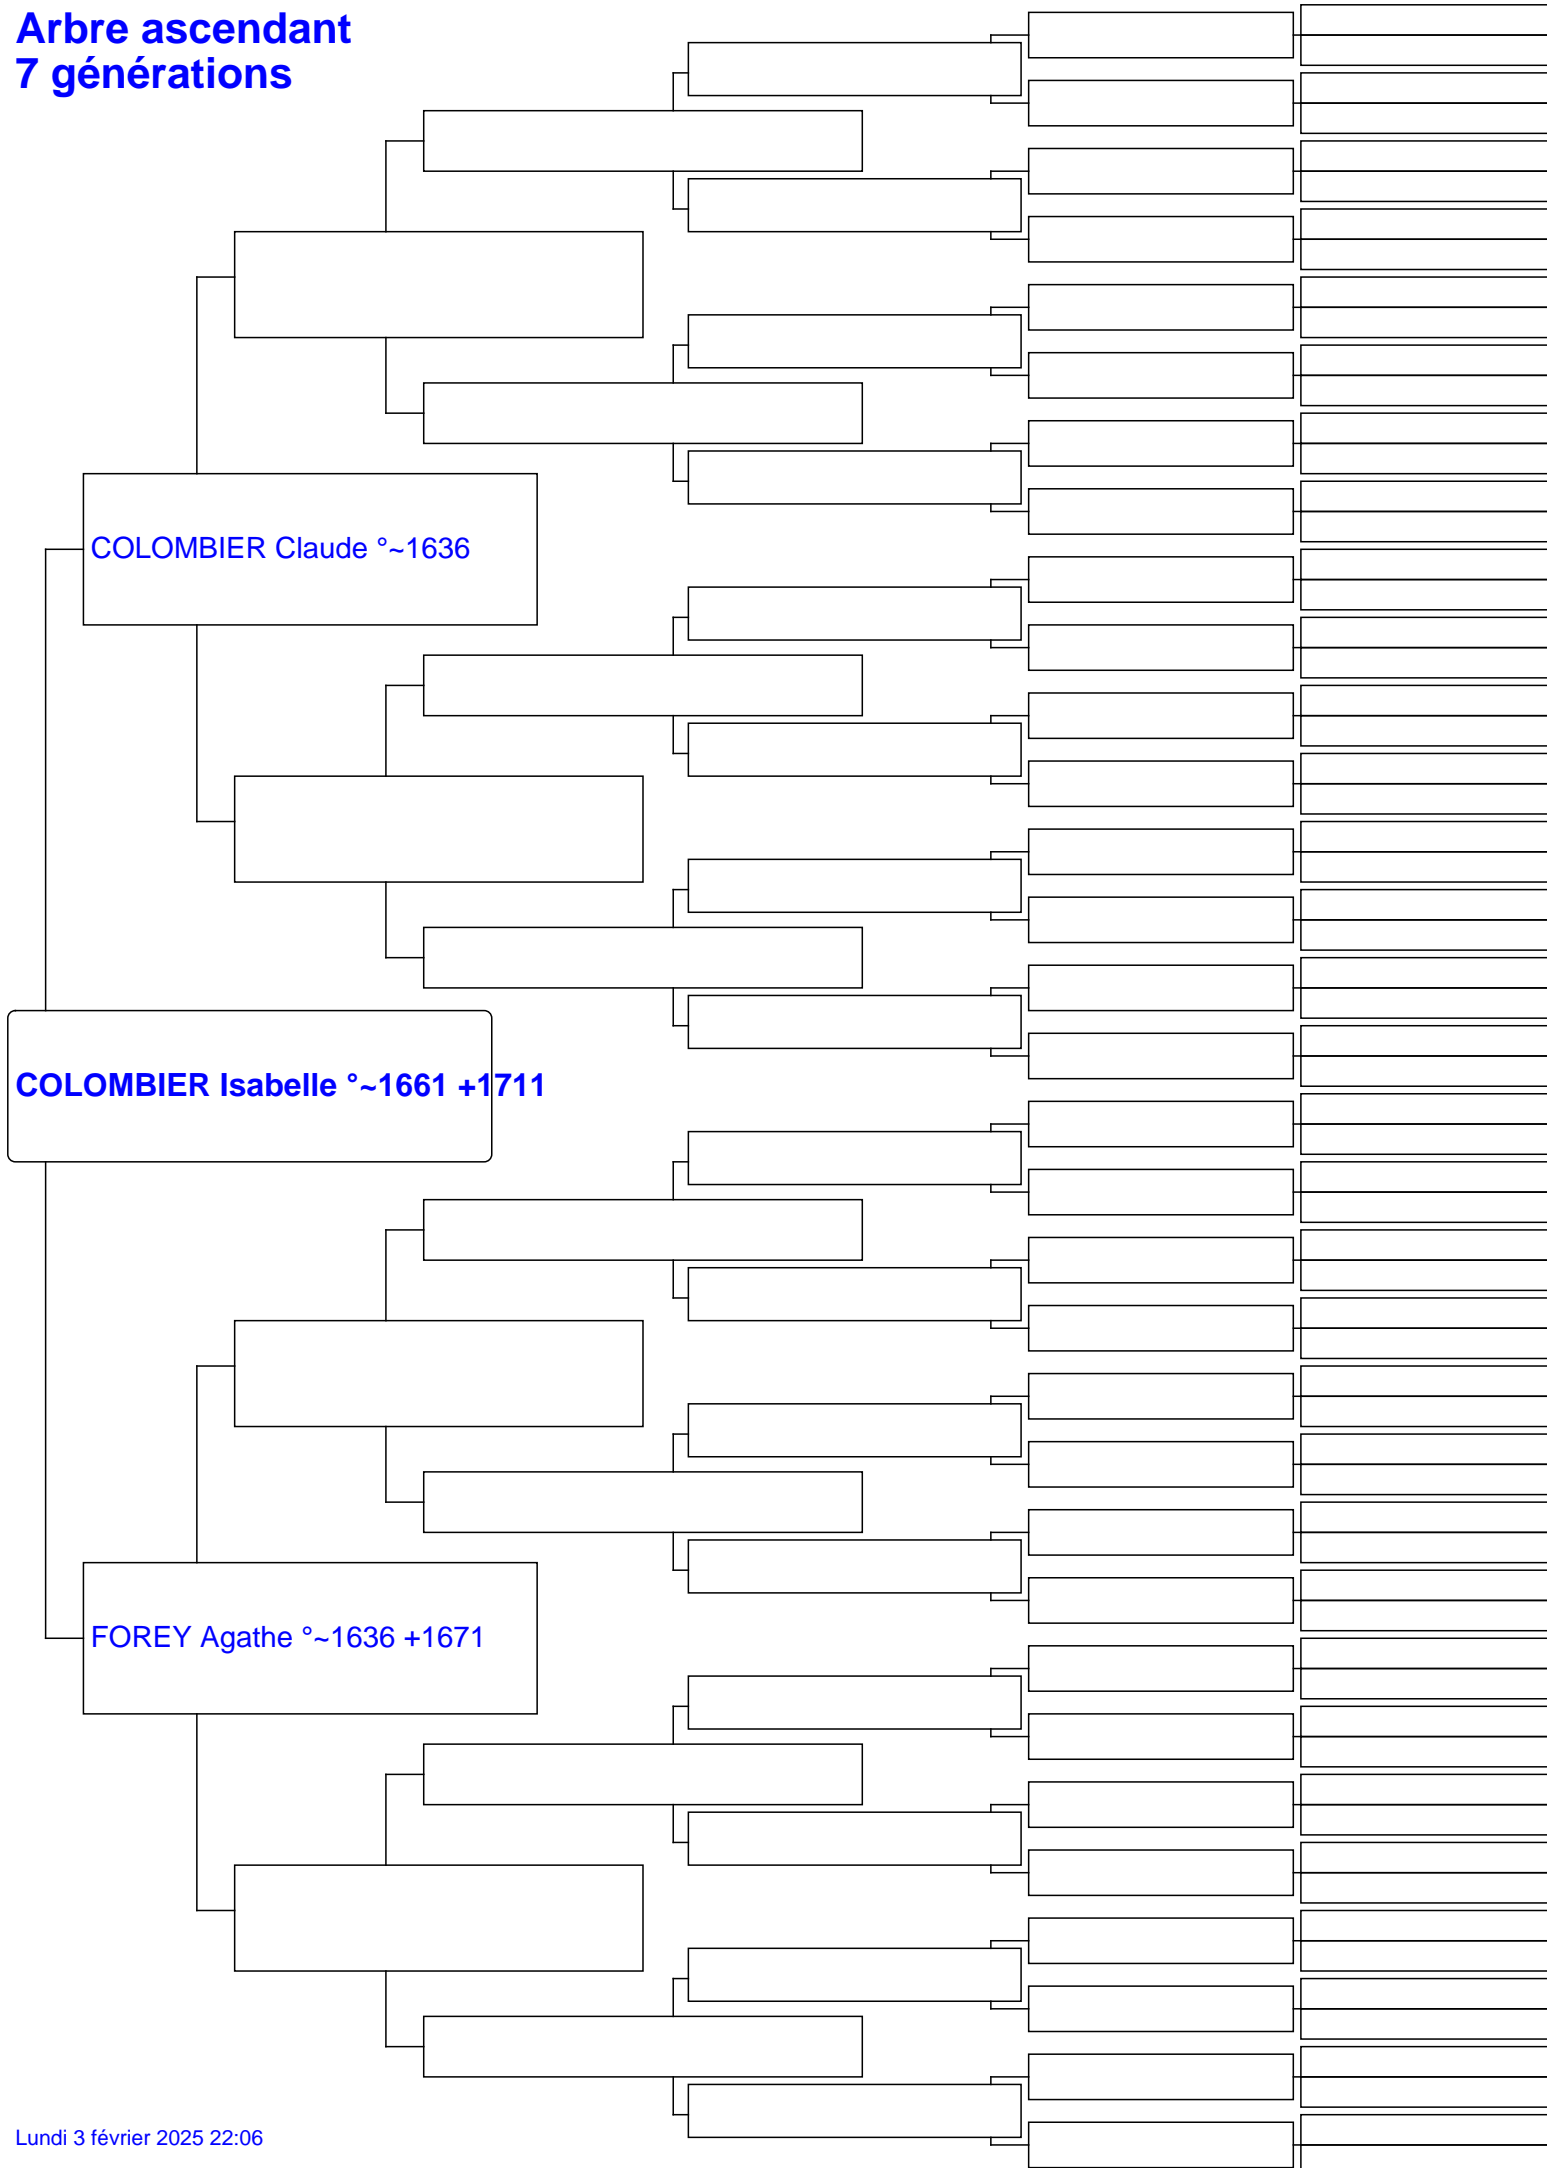 Arbre ascendant
7 générations
COLOMBIER Claude °~1636
COLOMBIER Isabelle °~1661 +1711
FOREY Agathe °~1636 +1671
Lundi 3 février 2025 22:06